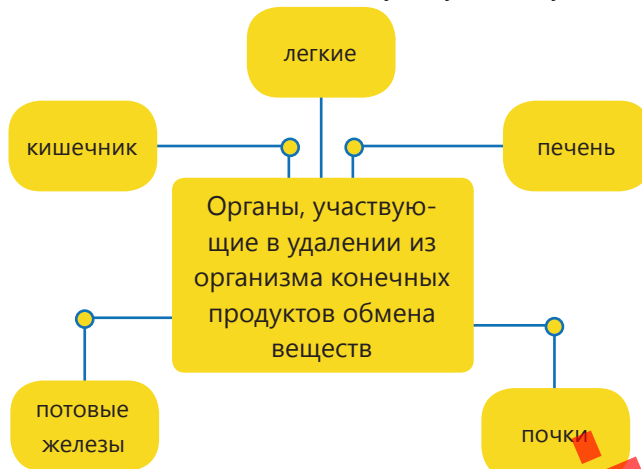 легкие
кишечник
печень
Органы, участвую-
щие в удалении из
организма конечных
продуктов обмена
веществ
потовые
железы
почки